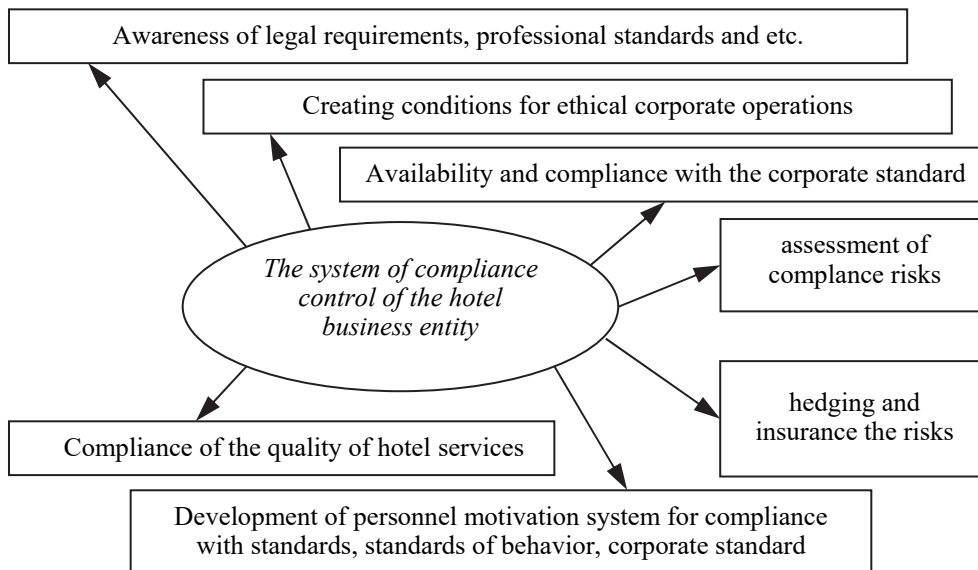 Awareness of legal requirements, professional standards and etc.
Creating conditions for ethical corporate operations
Availability and compliance with the corporate standard
assessment of
complance risks
The system of compliance
control of the hotel
business entity
hedging and
insurance the risks
Compliance of the quality of hotel services
Development of personnel motivation system for compliance
with standards, standards of behavior, corporate standard